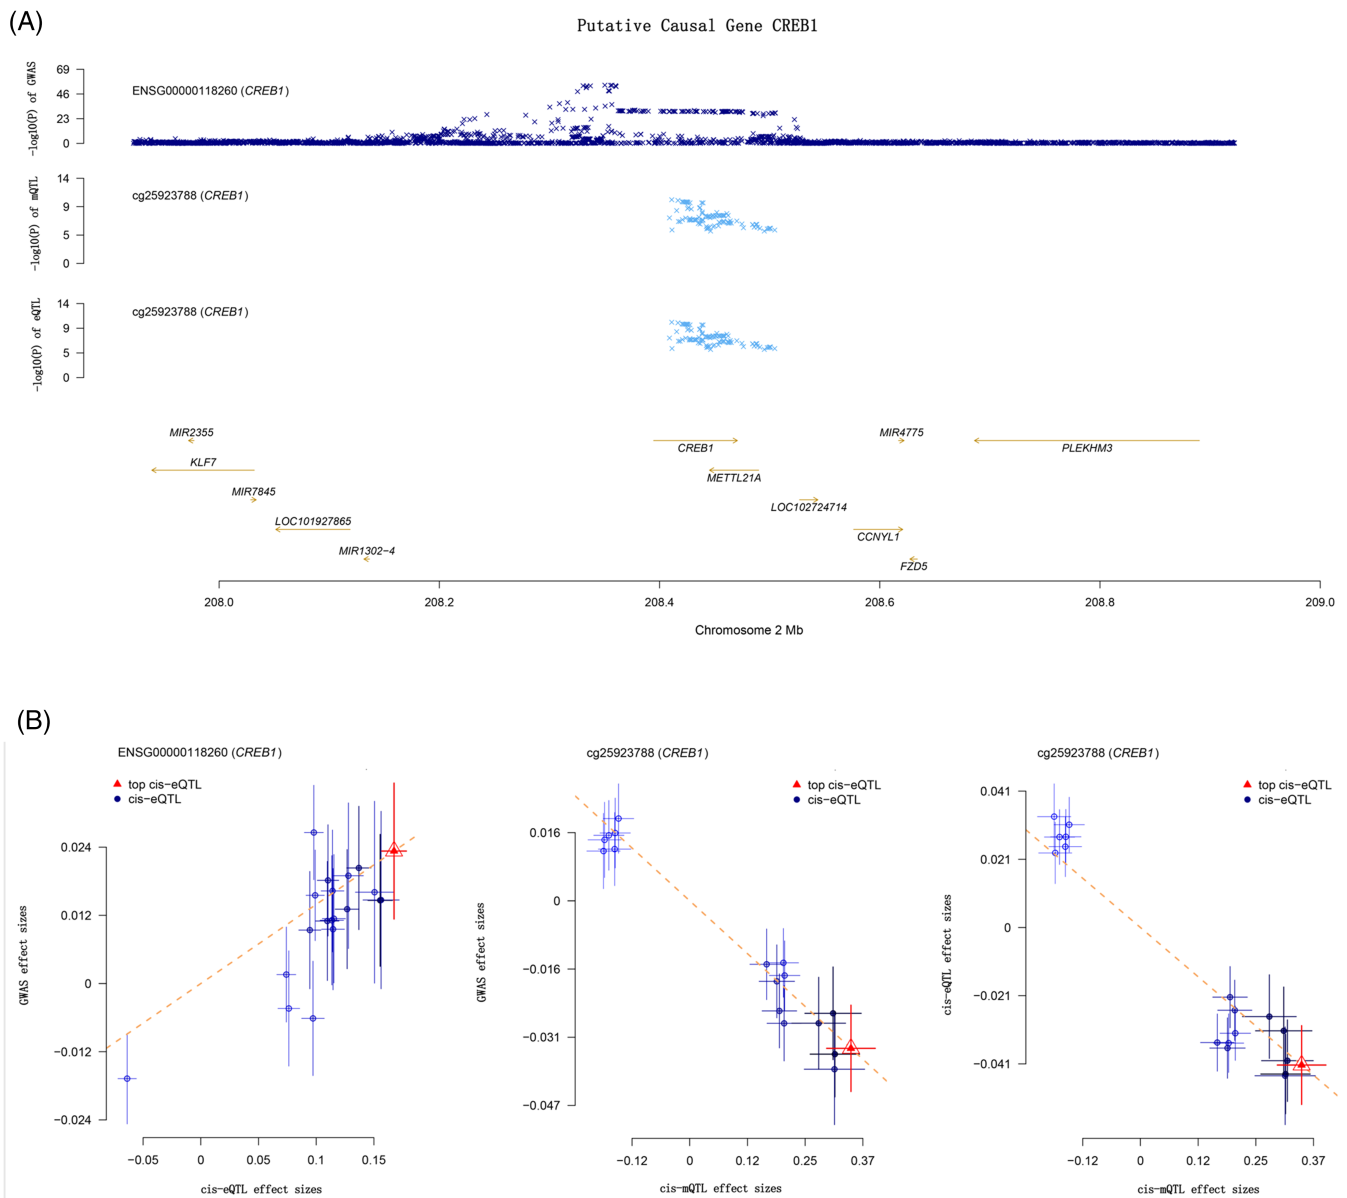 (A)
Putative Causal Gene CREB1
-log10(P) of GWAS
69
46
23
0
ENSG00000118260 (CREB1)
-log10(P) of mQTL
14
9
5
0
cg25923788 (CREB1)
-log10(P) of eQTL
14
9
5
0
cg25923788 (CREB1)
MIR2355
CREB1
MIR4775
PLEKHM3
KLF7
METTL21A
MIR7845
LOC102724714
LOC101927865
CCNYL1
MIR1302−4
FZD5
208.0 208.2 208.4 208.6 208.8 209.0
Chromosome 2 Mb
(B)
ENSG00000118260 (CREB1)
top cis−eQTL
cis−eQTL
GWAS effect sizes
0.024
0.012
0
−0.012
−0.024
−0.05 0 0.05 0.1 0.15
cis-eQTL effect sizes
cg25923788 (CREB1)
top cis−eQTL
cis−eQTL
GWAS effect sizes
0.016
0
−0.016
−0.031
−0.047
−0.12 0 0.12 0.25 0.37
cis-mQTL effect sizes
cg25923788 (CREB1)
top cis−eQTL
cis−eQTL
cis-eQTL effect sizes
0.041
0.021
0
−0.021
−0.041
−0.12 0 0.12 0.25 0.37
cis-mQTL effect sizes